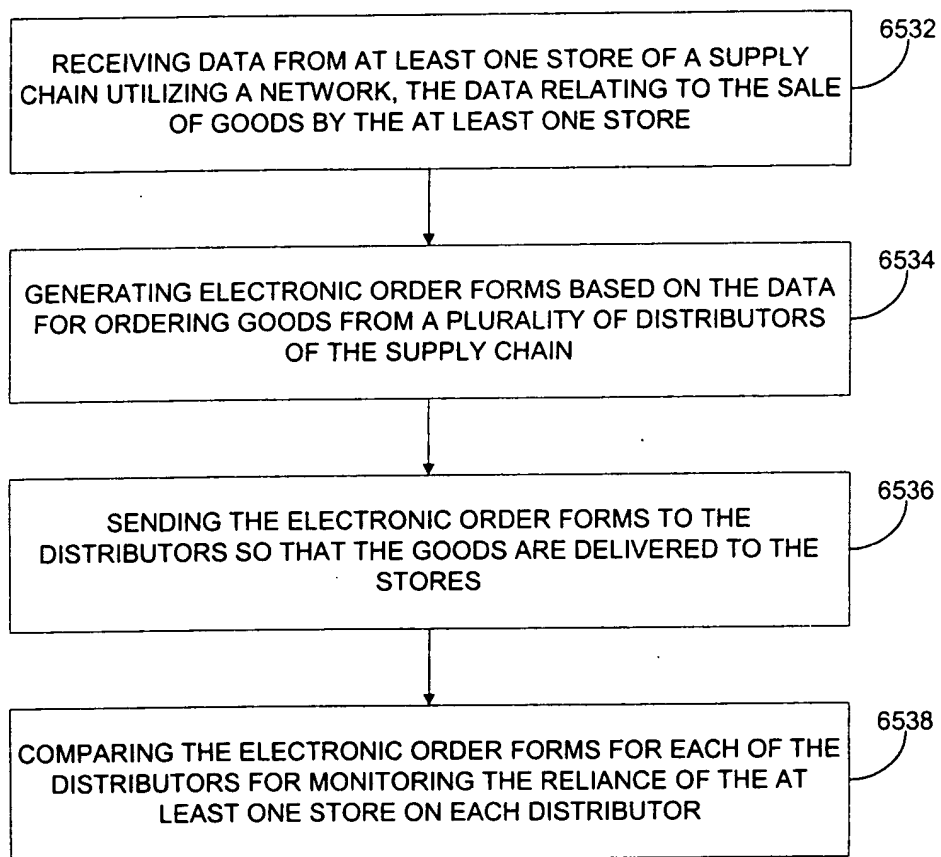 6532
RECEIVING DATA FROM AT LEAST ONE STORE OF A SUPPLY
CHAIN UTILIZING A NETWORK, THE DATA RELATING TO THE SALE
OF GOODS BY THE AT LEAST ONE STORE
6534
GENERATING ELECTRONIC ORDER FORMS BASED ON THE DATA
FOR ORDERING GOODS FROM A PLURALITY OF DISTRIBUTORS
OF THE SUPPLY CHAIN
6536
SENDING THE ELECTRONIC ORDER FORMS TO THE
DISTRIBUTORS SO THAT THE GOODS ARE DELIVERED TO THE
STORES
6538
COMPARING THE ELECTRONIC ORDER FORMS FOR EACH OF THE
DISTRIBUTORS FOR MONITORING THE RELIANCE OF THE AT
LEAST ONE STORE ON EACH DISTRIBUTOR